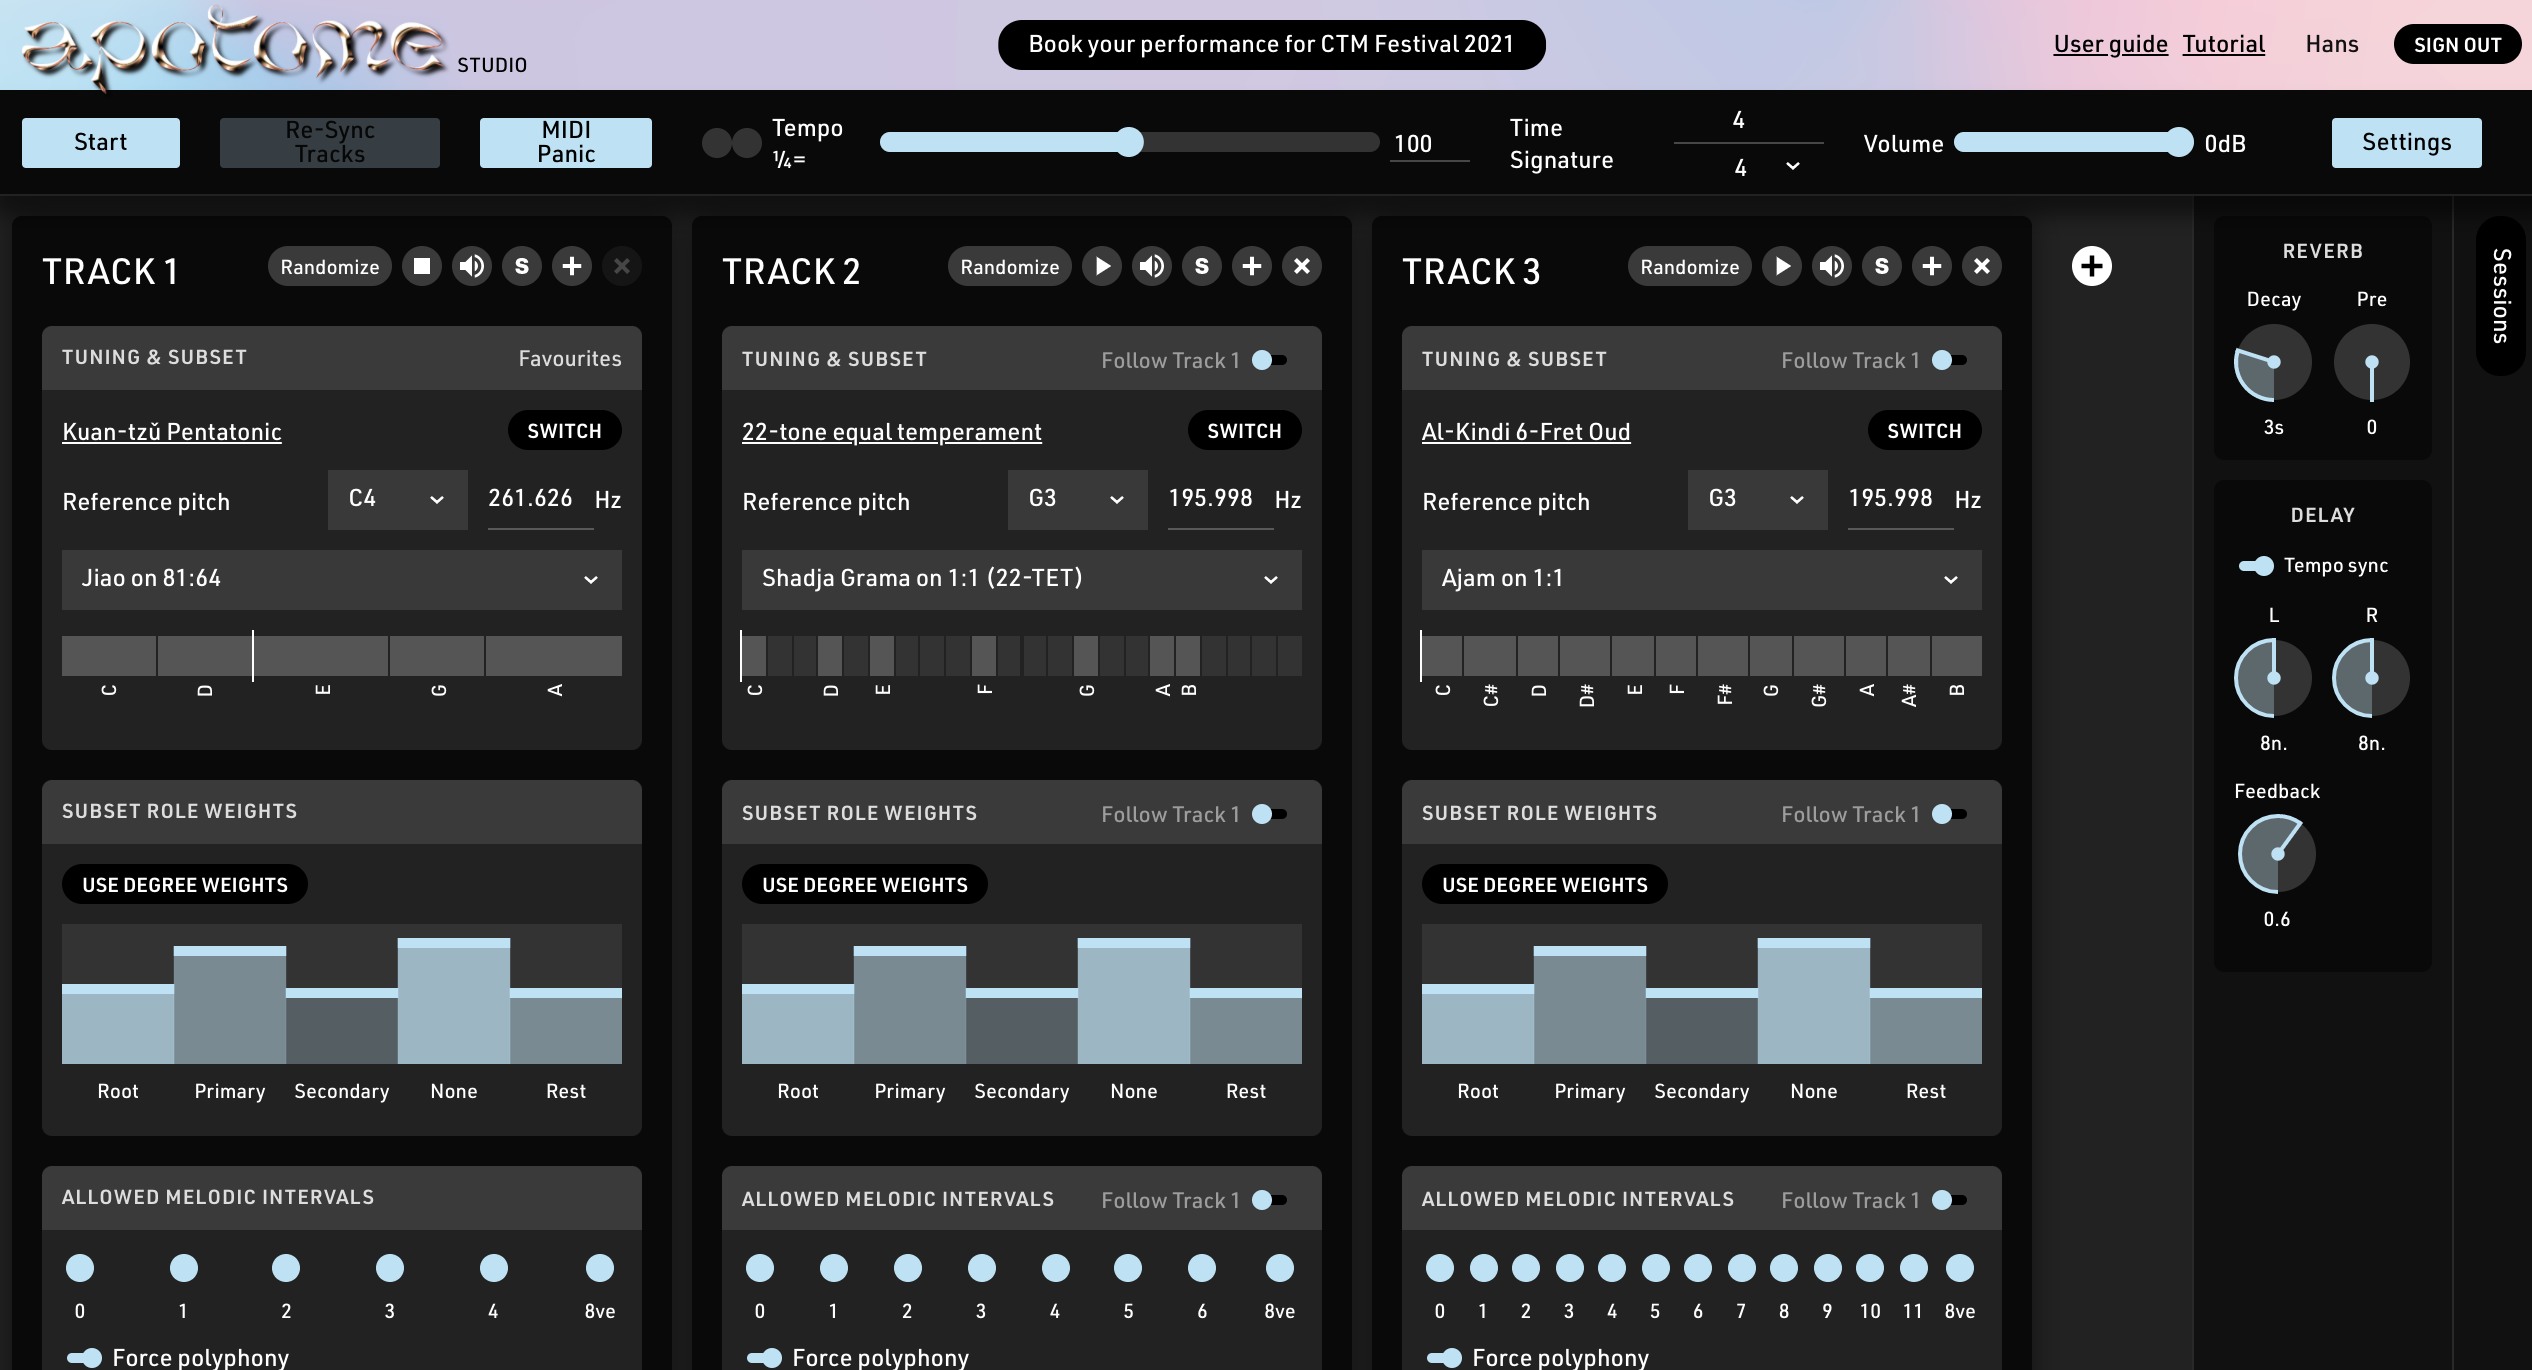 apotome STUDIO
Book your performance for CTM Festival 2021
User guide Tutorial Hans SIGN OUT
Start
Re-Sync
Tracks
MIDI
Panic
Tempo
¼=
100
Time
Signature
4
4
Volume 0dB
Settings
TRACK 1 Randomize S
TUNING & SUBSET Favourites
Kuan-tzŭ Pentatonic SWITCH
Reference pitch C4 261.626 Hz
Jiao on 81:64
C D E G A
SUBSET ROLE WEIGHTS
USE DEGREE WEIGHTS
Root Primary Secondary None Rest
ALLOWED MELODIC INTERVALS
0 1 2 3 4 8ve
Force polyphony
TRACK 2 Randomize S
TUNING & SUBSET Follow Track 1
22-tone equal temperament SWITCH
Reference pitch G3 195.998 Hz
Shadja Grama on 1:1 (22-TET)
C D E F G A B
SUBSET ROLE WEIGHTS Follow Track 1
USE DEGREE WEIGHTS
Root Primary Secondary None Rest
ALLOWED MELODIC INTERVALS Follow Track 1
0 1 2 3 4 5 6 8ve
Force polyphony
TRACK 3 Randomize S
TUNING & SUBSET Follow Track 1
Al-Kindi 6-Fret Oud SWITCH
Reference pitch G3 195.998 Hz
Ajam on 1:1
C C# D D# E F F# G G# A A# B
SUBSET ROLE WEIGHTS Follow Track 1
USE DEGREE WEIGHTS
Root Primary Secondary None Rest
ALLOWED MELODIC INTERVALS Follow Track 1
0 1 2 3 4 5 6 7 8 9 10 11 8ve
Force polyphony
REVERB
Decay Pre
3s 0
DELAY
Tempo sync
L R
8n. 8n.
Feedback
0.6
Sessions